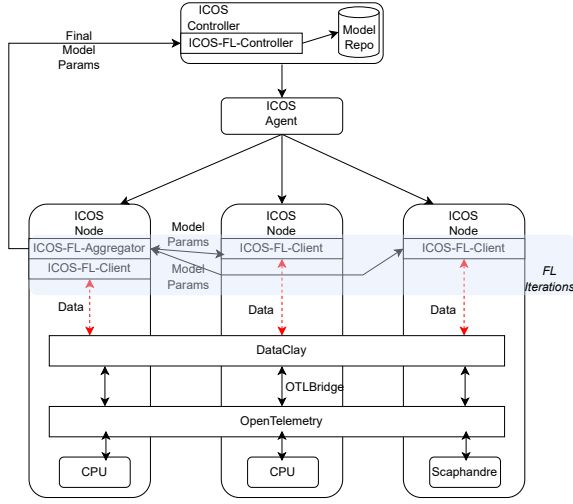 ICOS
Controller
ICOS-FL-Controller
Model
Repo
Final
Model
Params
ICOS
Agent
ICOS
Node
ICOS-FL-Aggregator
ICOS-FL-Client
Model
Params
Model
Params
ICOS
Node
ICOS-FL-Client
ICOS
Node
ICOS-FL-Client
FL
Iterations
Data
Data
Data
DataClay
OTLBridge
OpenTelemetry
CPU
CPU
Scaphandre